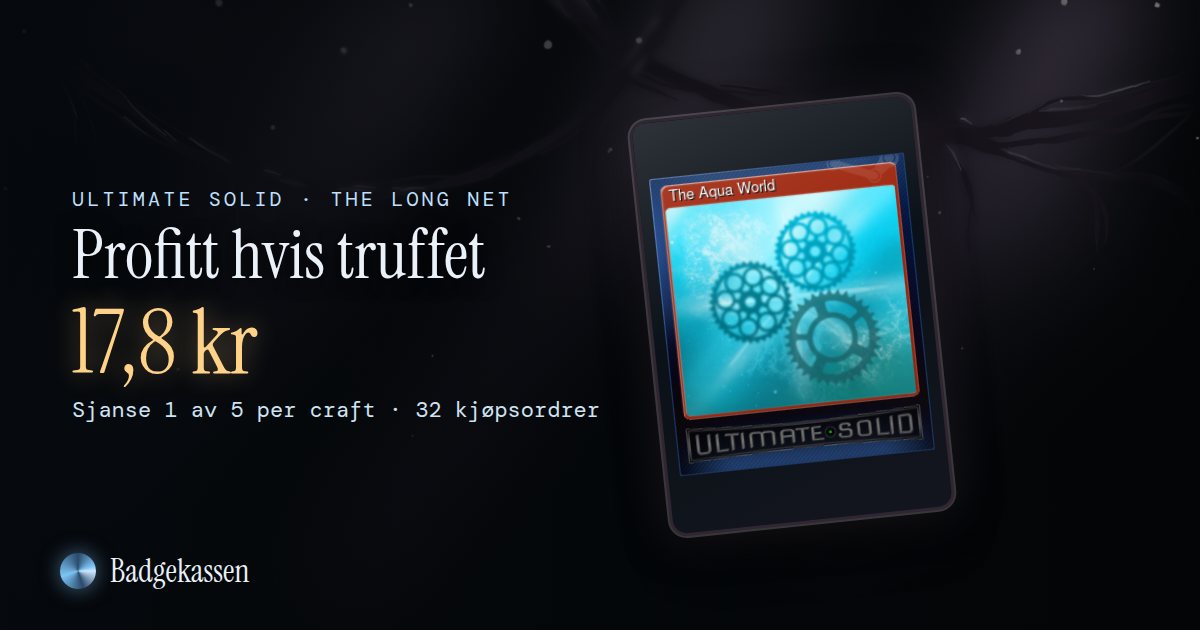 ULTIMATE SOLID · THE LONG NET
Profitt hvis truffet
17,8 kr
Sjanse 1 av 5 per craft · 32 kjøpsordrer
Badgekassen
The Aqua World
ULTIMATE SOLID